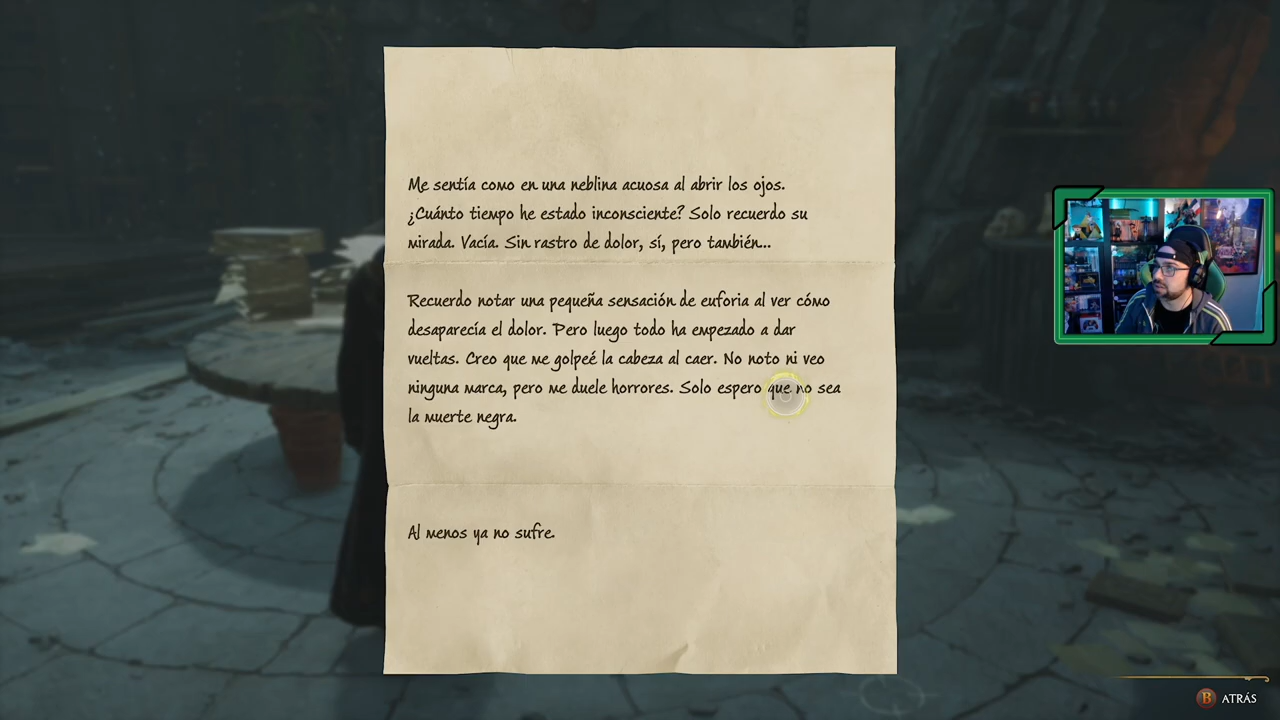 Me sentía como en una neblina acuosa al abrir los ojos.
¿Cuánto tiempo he estado inconsciente? Solo recuerdo su
mirada. Vacía. Sin rastro de dolor, sí, pero también...
Recuerdo notar una pequeña sensación de euforia al ver cómo
desaparecía el dolor. Pero luego todo ha empezado a dar
vueltas. Creo que me golpeé la cabeza al caer. No noto ni veo
ninguna marca, pero me duele horrores. Solo espero que no sea
la muerte negra.
Al menos ya no sufre.
B ATRÁS